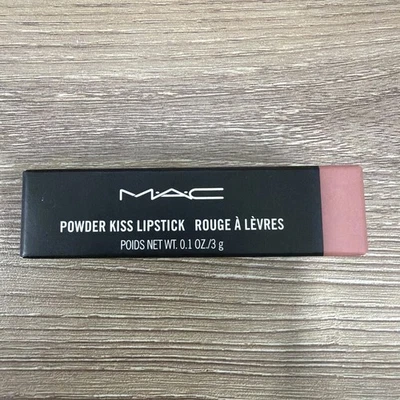 M·A·C
POWDER KISS LIPSTICK ROUGE À LÈVRES
POIDS NET WT. 0.1 OZ./3 g